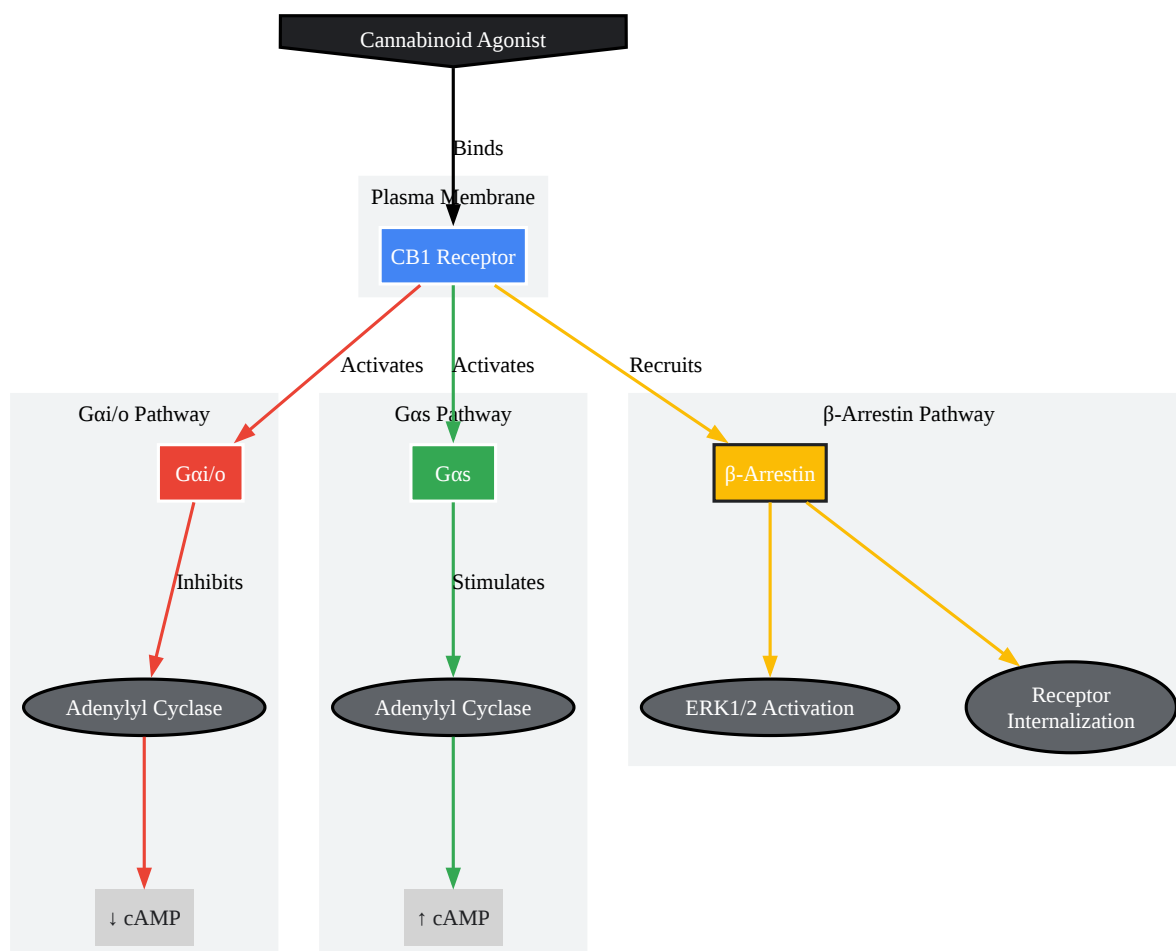 Cannabinoid Agonist
Binds
Plasma Membrane
CB1 Receptor
Activates
Activates
Recruits
Gαi/o Pathway
Gαs Pathway
β-Arrestin Pathway
Gαi/o
Gαs
β-Arrestin
Inhibits
Stimulates
Adenylyl Cyclase
Adenylyl Cyclase
ERK1/2 Activation
Receptor
Internalization
↓ cAMP
↑ cAMP